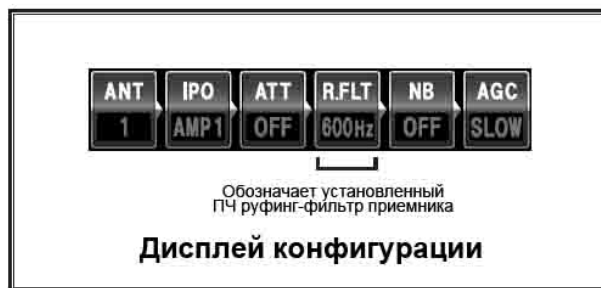 ANT IPO ATT R.FLT NB AGC
1 AMP1 OFF 600Hz OFF SLOW
Обозначает установленный
ПЧ руфинг-фильтр приемника
Дисплей конфигурации